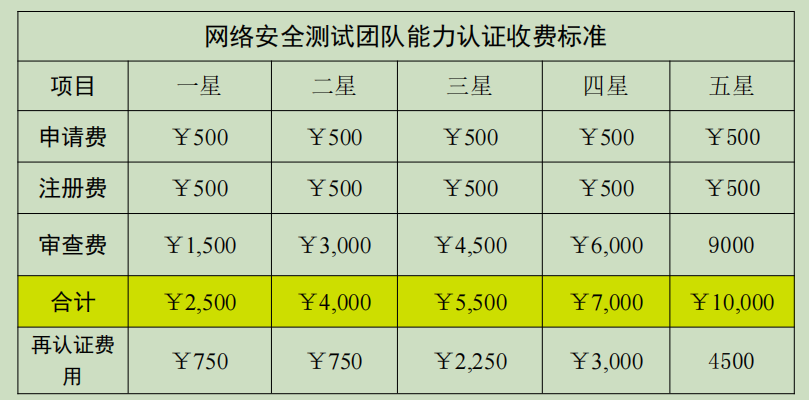 网络安全测试团队能力认证收费标准
项目 一星 二星 三星 四星 五星
申请费 ￥500 ￥500 ￥500 ￥500 ￥500
注册费 ￥500 ￥500 ￥500 ￥500 ￥500
审查费 ￥1,500 ￥3,000 ￥4,500 ￥6,000 9000
合计 ￥2,500 ￥4,000 ￥5,500 ￥7,000 ￥10,000
再认证费用 ￥750 ￥750 ￥2,250 ￥3,000 4500